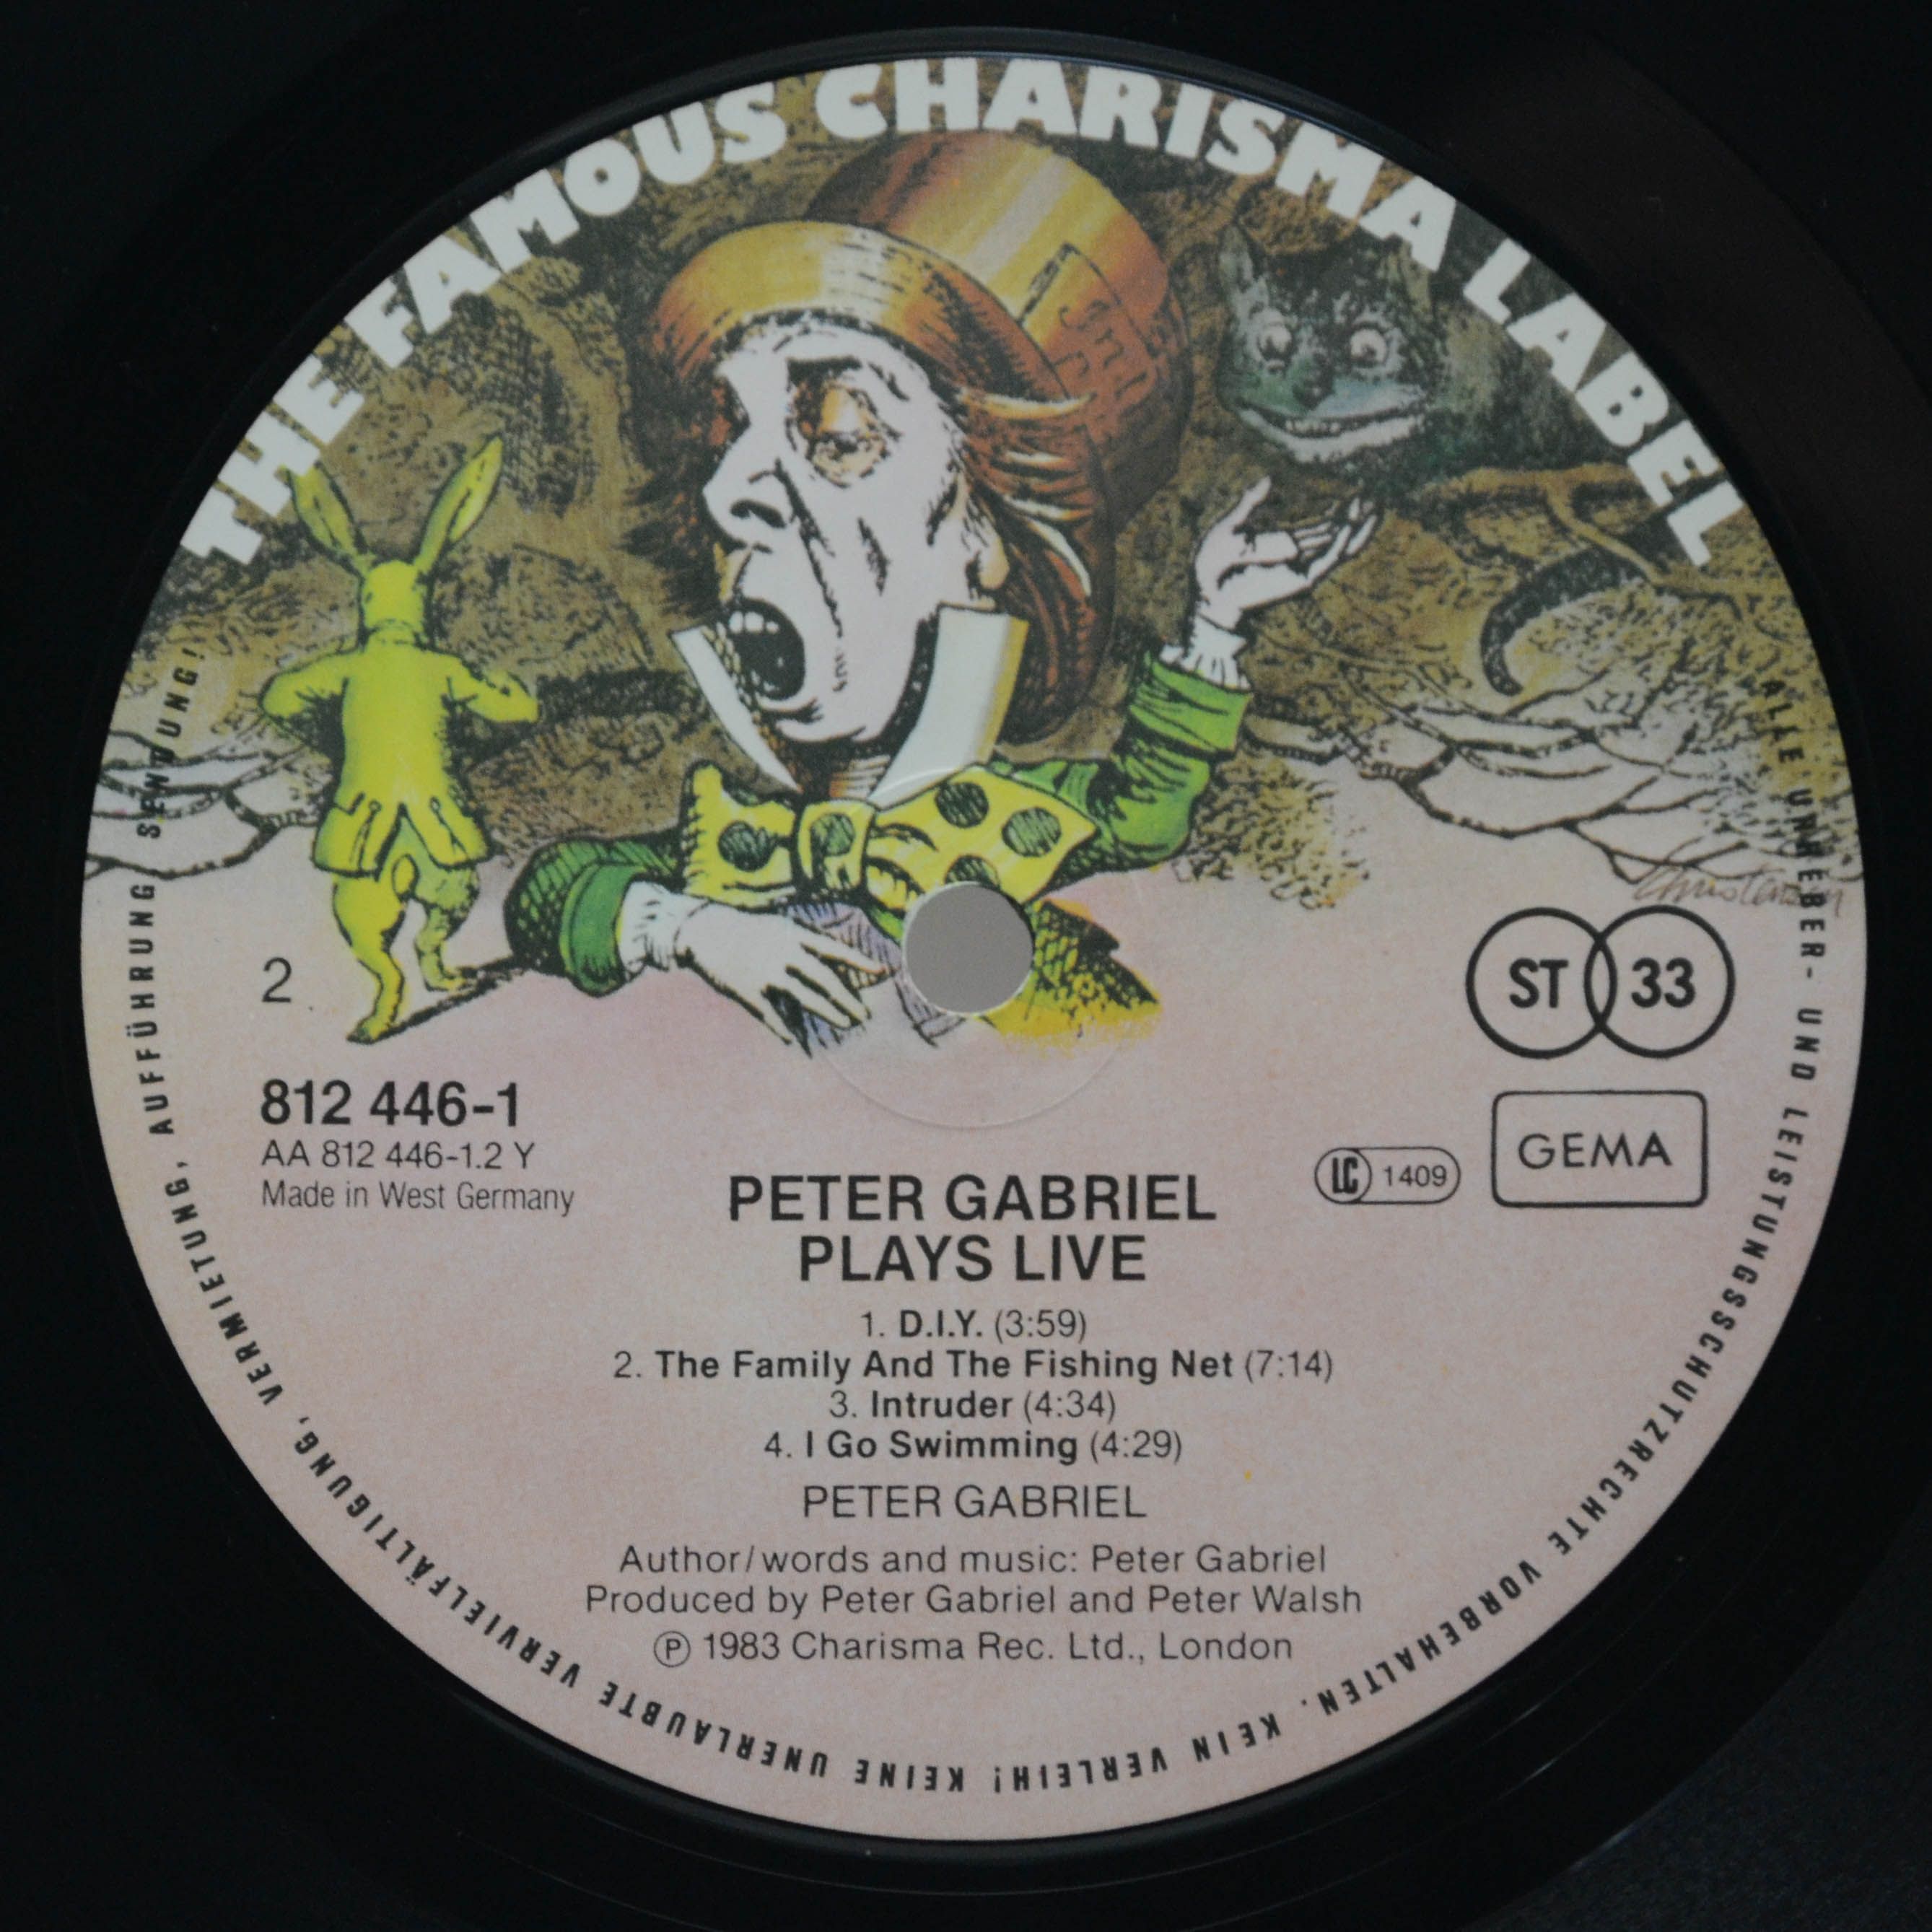 THE FAMOUS CHARISMA LABEL
2
ST 33
812 446-1
AA 812 446-1.2 Y
Made in West Germany
LC 1409
GEMA
PETER GABRIEL
PLAYS LIVE
1. D.I.Y. (3:59)
2. The Family And The Fishing Net (7:14)
3. Intruder (4:34)
4. I Go Swimming (4:29)
PETER GABRIEL
Author/words and music: Peter Gabriel
Produced by Peter Gabriel and Peter Walsh
Ⓟ 1983 Charisma Rec. Ltd., London
ALLE URHEBER- UND LEISTUNGSSCHUTZRECHTE VORBEHALTEN. KEIN VERLEIH! KEINE UNERLAUBTE VERVIELFÄLTIGUNG, VERMIETUNG, AUFFÜHRUNG, SENDUNG!